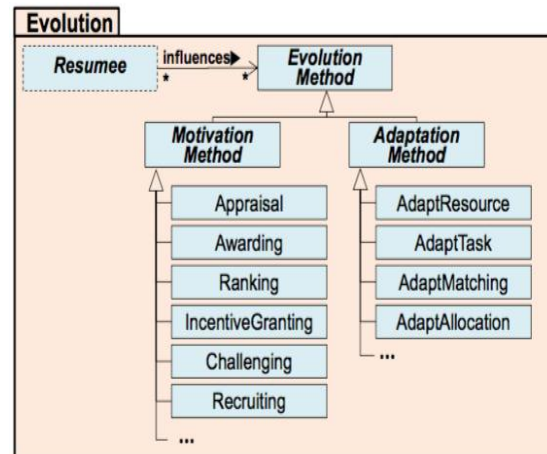 Evolution
Resumee
influences
*
*
Evolution
Method
Motivation
Method
Adaptation
Method
Appraisal
Awarding
Ranking
IncentiveGranting
Challenging
Recruiting
...
AdaptResource
AdaptTask
AdaptMatching
AdaptAllocation
...